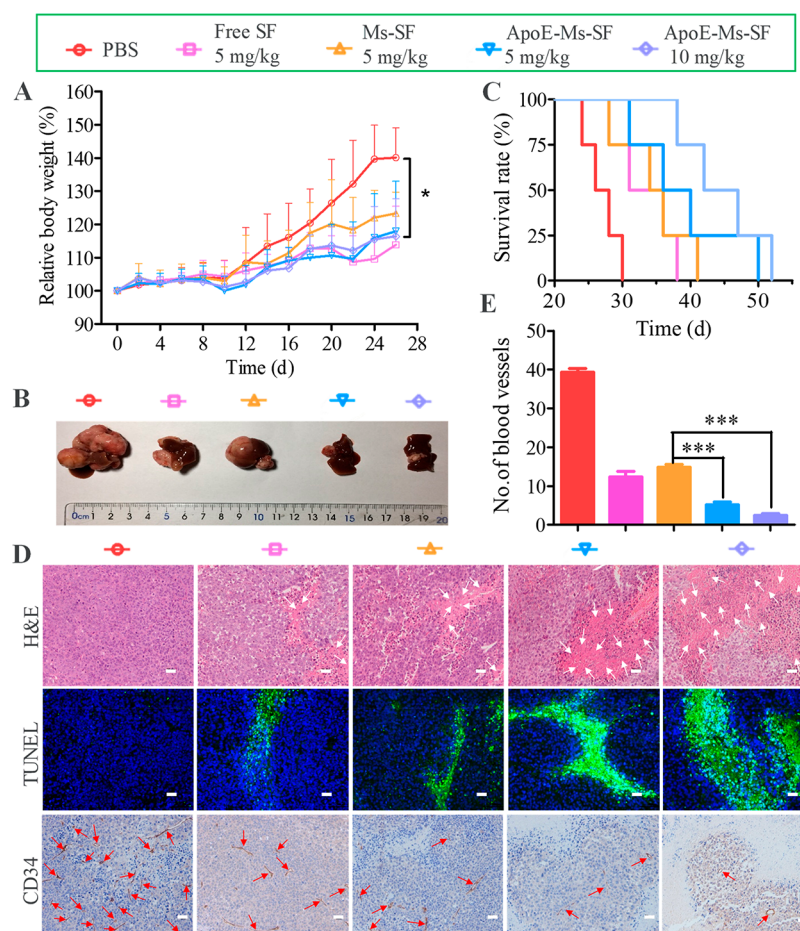 PBS
Free SF
5 mg/kg
Ms-SF
5 mg/kg
ApoE-Ms-SF
5 mg/kg
ApoE-Ms-SF
10 mg/kg
A
Relative body weight (%)
160
150
140
130
120
110
100
90
0 4 8 12 16 20 24 28
Time (d)
*
C
Survival rate (%)
100
75
50
25
0
20 30 40 50
Time (d)
B
0cm 1 2 3 4 5 6 7 8 9 10 11 12 13 14 15 16 17 18 19 20
E
No.of blood vessels
50
40
30
20
10
0
***
***
D
H&E
TUNEL
CD34